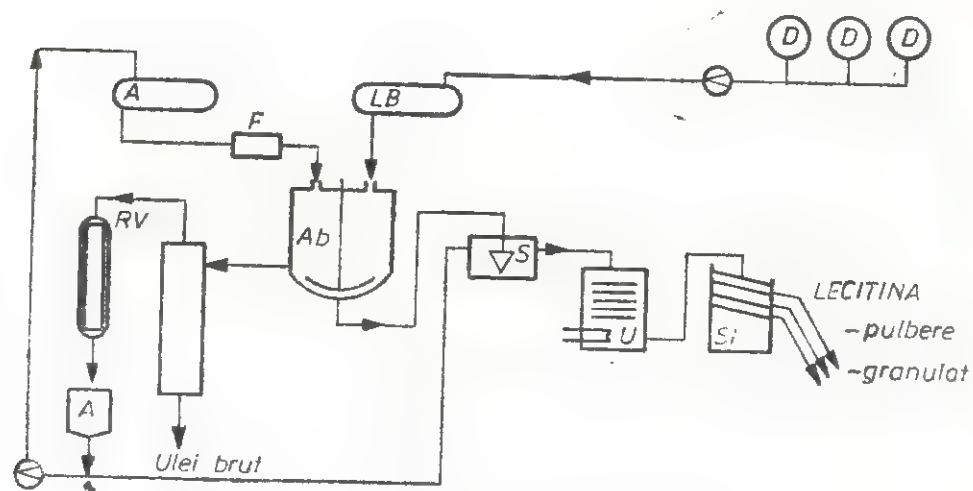 D D D
A
LB
F
RV
Ab
S
LECITINA
U
Si
-pulbere
-granulat
A
Ulei brut